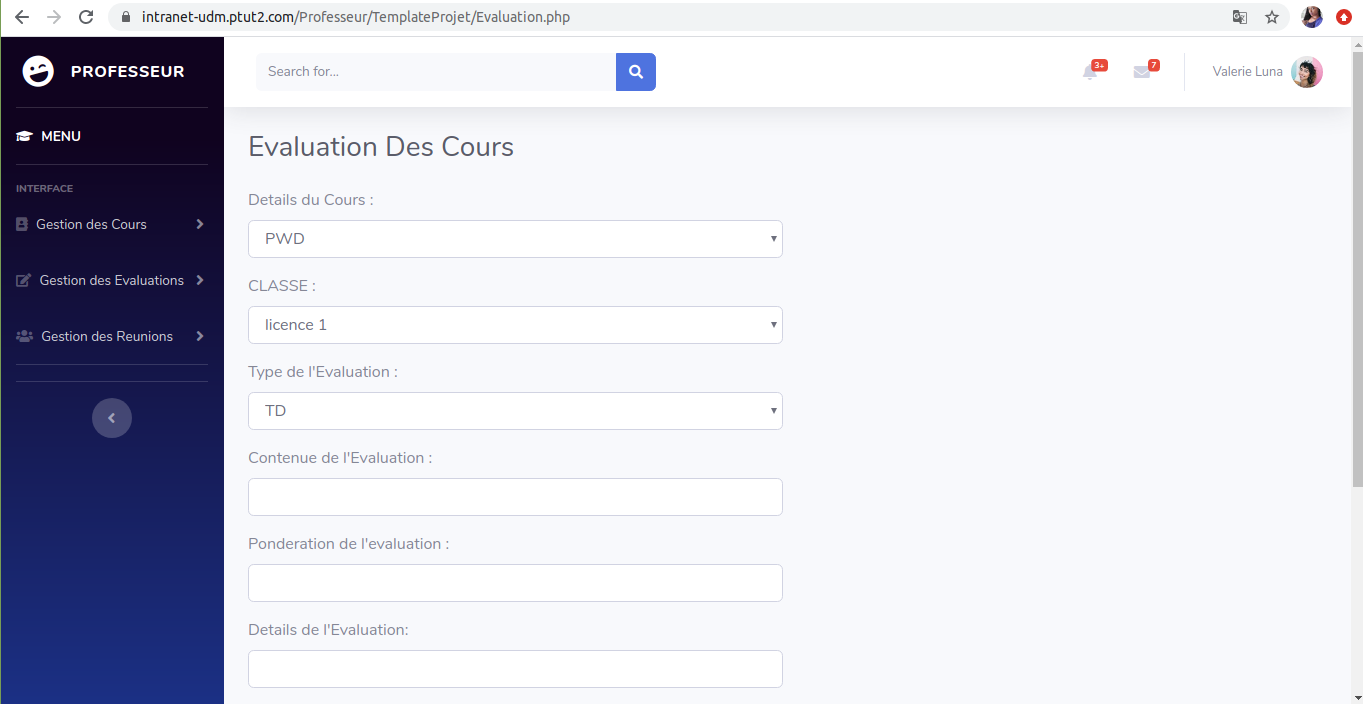 intranet-udm.ptut2.com/Professeur/TemplateProjet/Evaluation.php
PROFESSEUR
Search for...
3+
7
Valerie Luna
MENU
INTERFACE
Gestion des Cours
Gestion des Evaluations
Gestion des Reunions
Evaluation Des Cours
Details du Cours :
PWD
CLASSE :
licence 1
Type de l'Evaluation :
TD
Contenue de l'Evaluation :
Ponderation de l'evaluation :
Details de l'Evaluation: